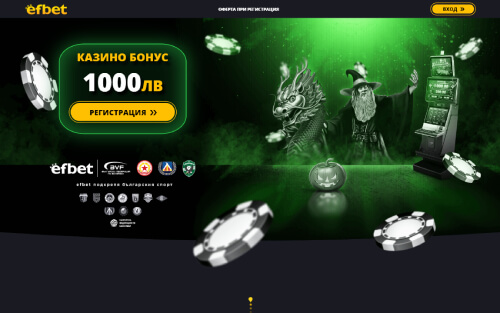 efbet
ОФЕРТА ПРИ РЕГИСТРАЦИЯ
ВХОД
КАЗИНО БОНУС
1000ЛВ
РЕГИСТРАЦИЯ
efbet
BVF
efbet подкрепя българския спорт